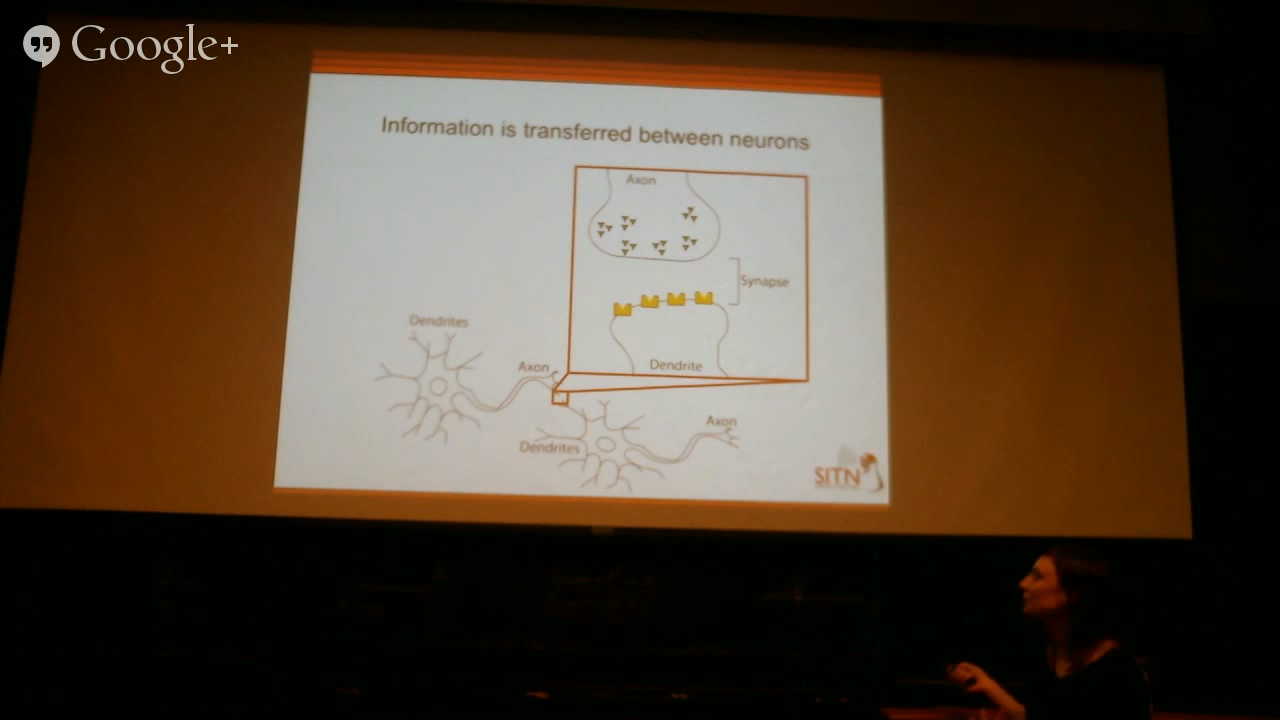 Google+
Information is transferred between neurons
Axon
Synapse
Dendrite
Dendrites
Axon
Axon
Dendrites
SITN